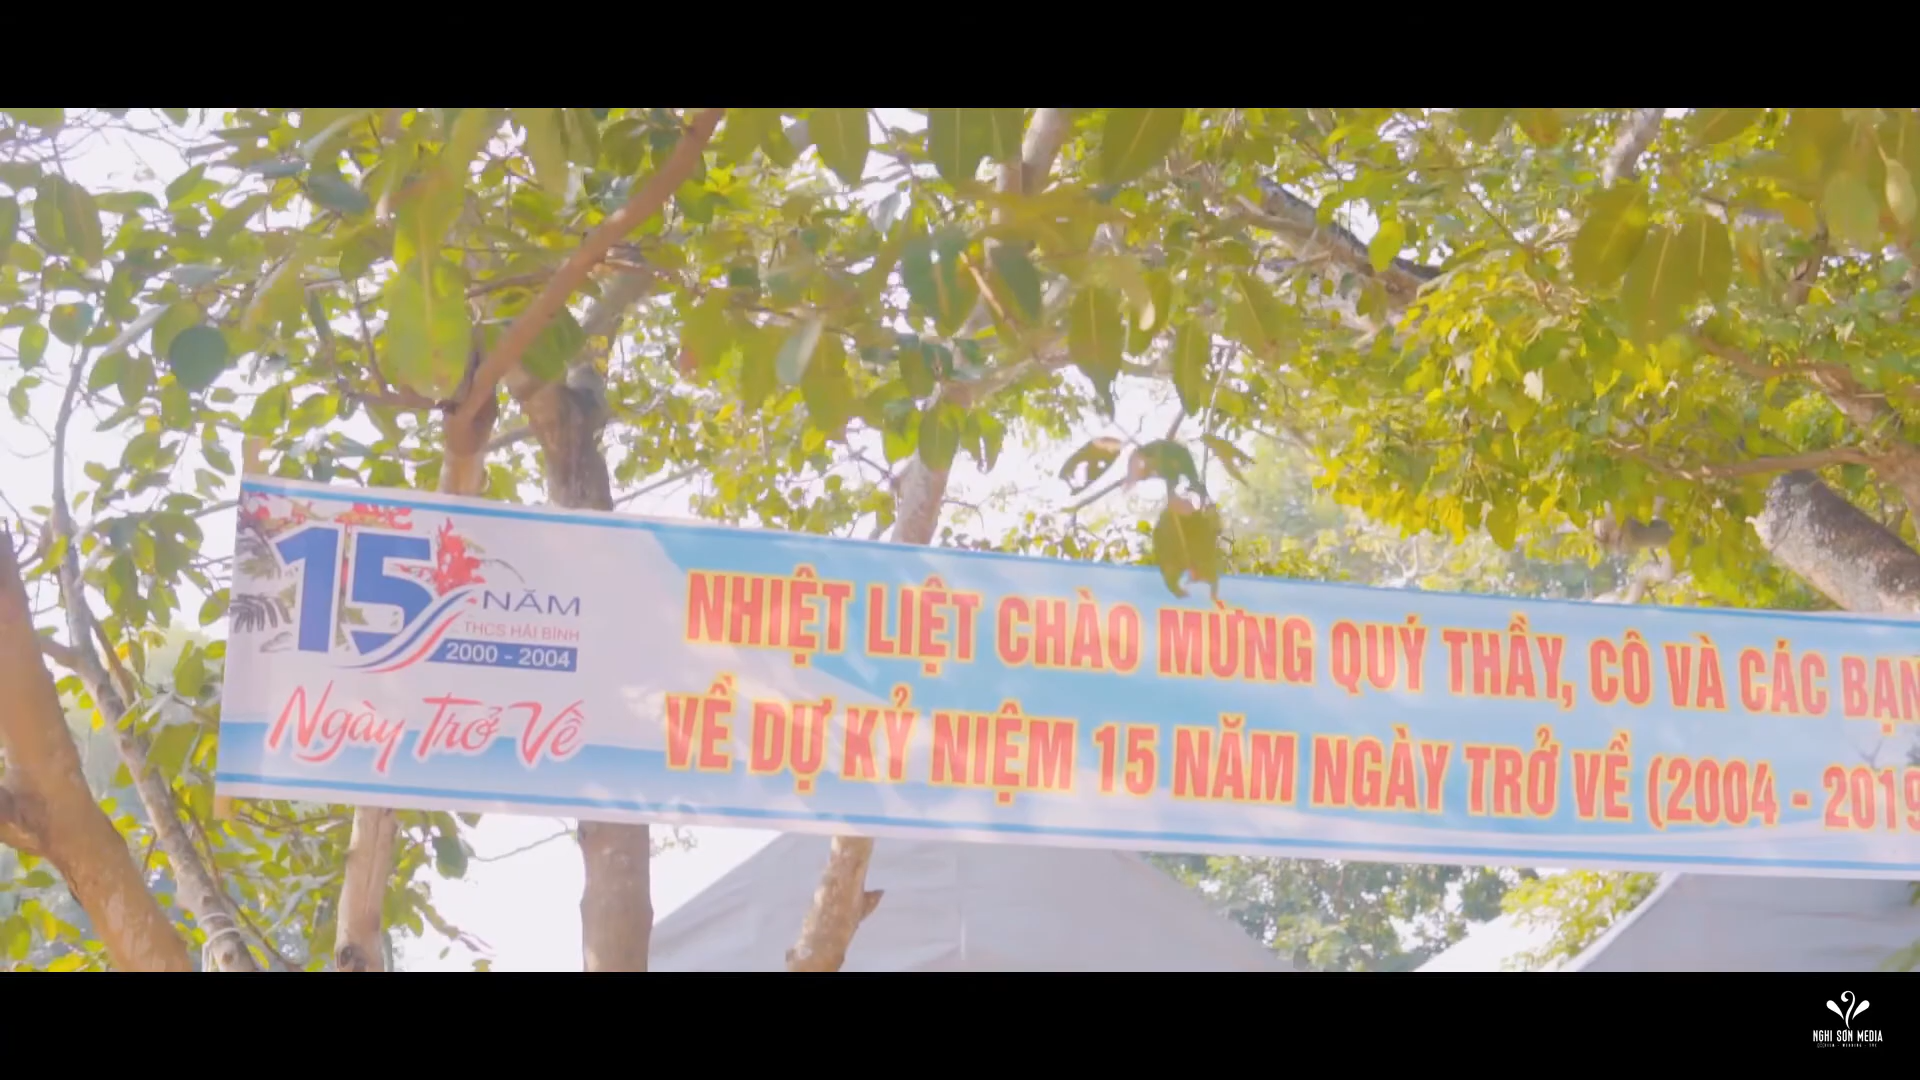 15 NĂM
THCS HẢI BÌNH
2000 - 2004
Ngày Trở Về
NHIỆT LIỆT CHÀO MỪNG QUÝ THẦY, CÔ VÀ CÁC BẠN
VỀ DỰ KỶ NIỆM 15 NĂM NGÀY TRỞ VỀ (2004 - 2019
NGHI SƠN MEDIA